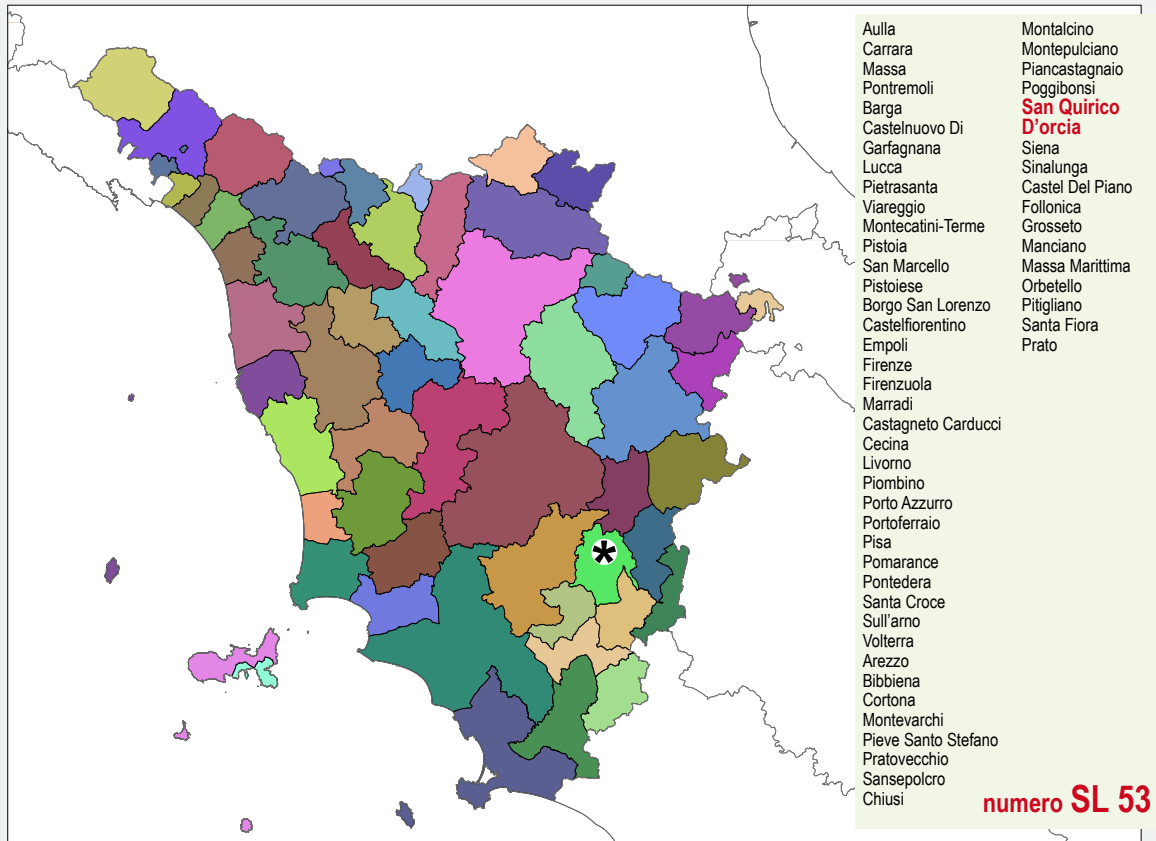 Aulla
Carrara
Massa
Pontremoli
Barga
Castelnuovo Di
Garfagnana
Lucca
Pietrasanta
Viareggio
Montecatini-Terme
Pistoia
San Marcello
Pistoiese
Borgo San Lorenzo
Castelfiorentino
Empoli
Firenze
Firenzuola
Marradi
Castagneto Carducci
Cecina
Livorno
Piombino
Porto Azzurro
Portoferraio
Pisa
Pomarance
Pontedera
Santa Croce
Sull'arno
Volterra
Arezzo
Bibbiena
Cortona
Montevarchi
Pieve Santo Stefano
Pratovecchio
Sansepolcro
Chiusi
Montalcino
Montepulciano
Piancastagnaio
Poggibonsi
San Quirico
D'orcia
Siena
Sinalunga
Castel Del Piano
Follonica
Grosseto
Manciano
Massa Marittima
Orbetello
Pitigliano
Santa Fiora
Prato
numero SL 53
*